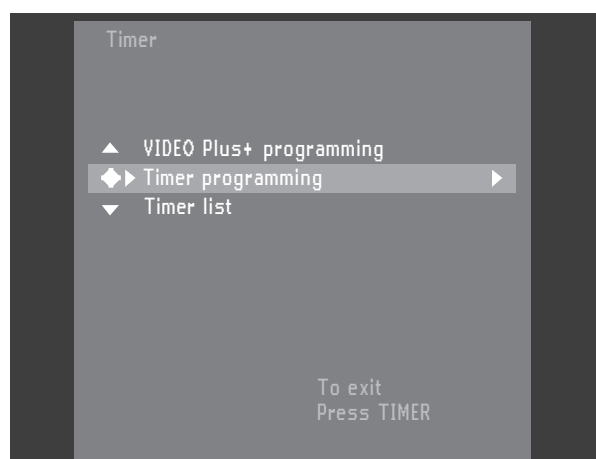 Timer
VIDEO Plus+ programming
Timer programming
Timer list
To exit
Press TIMER